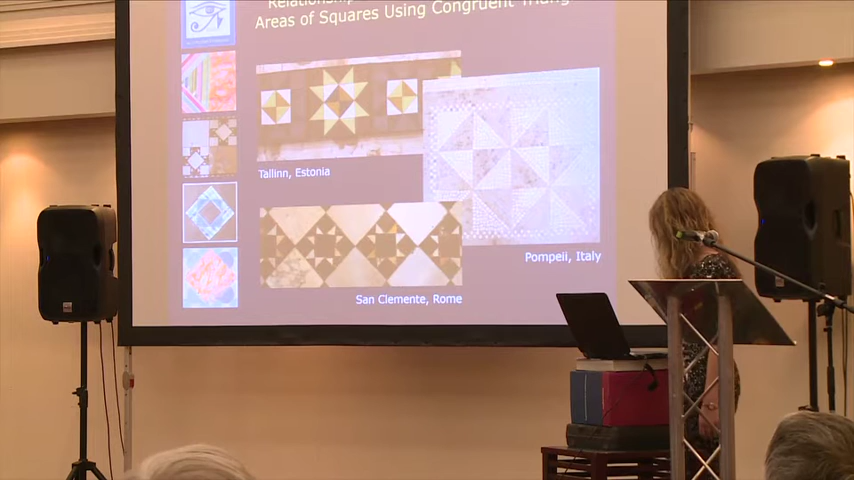 Areas of Squares Using Congruent
Tallinn, Estonia
Pompeii, Italy
San Clemente, Rome